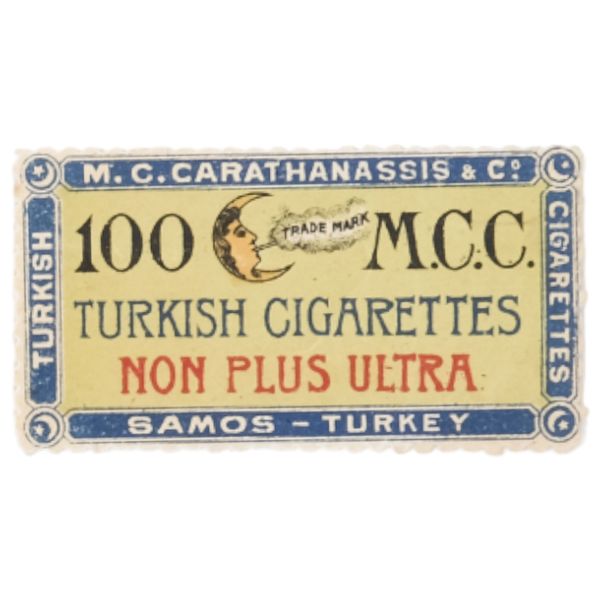 M. C. CARATHANASSIS & Cº
TURKISH
100 TRADE MARK M.C.C.
TURKISH CIGARETTES
NON PLUS ULTRA
CIGARETTES
SAMOS – TURKEY